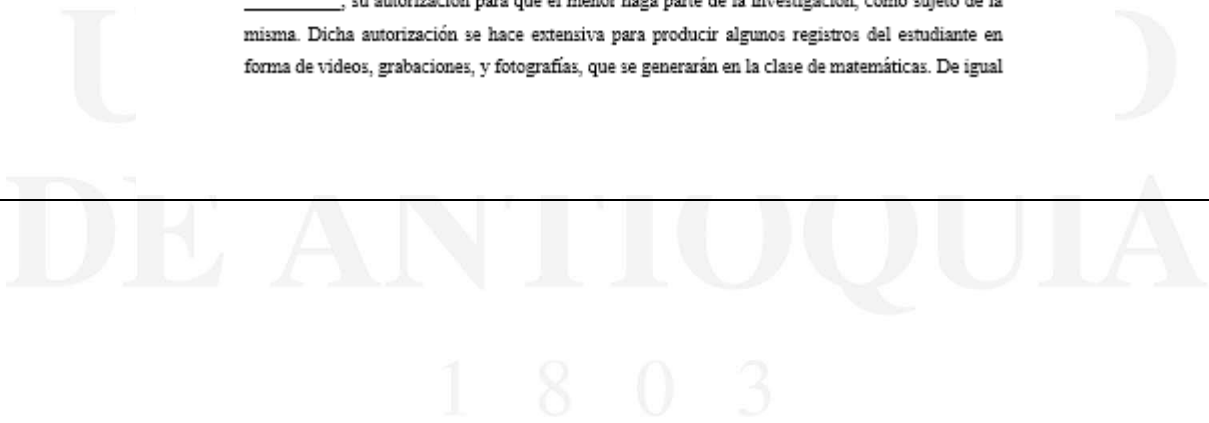 __________, su autorización para que el menor haga parte de la investigación, como sujeto de la
misma. Dicha autorización se hace extensiva para producir algunos registros del estudiante en
forma de videos, grabaciones, y fotografías, que se generarán en la clase de matemáticas. De igual
DE ANTIOQUIA
1 8 0 3